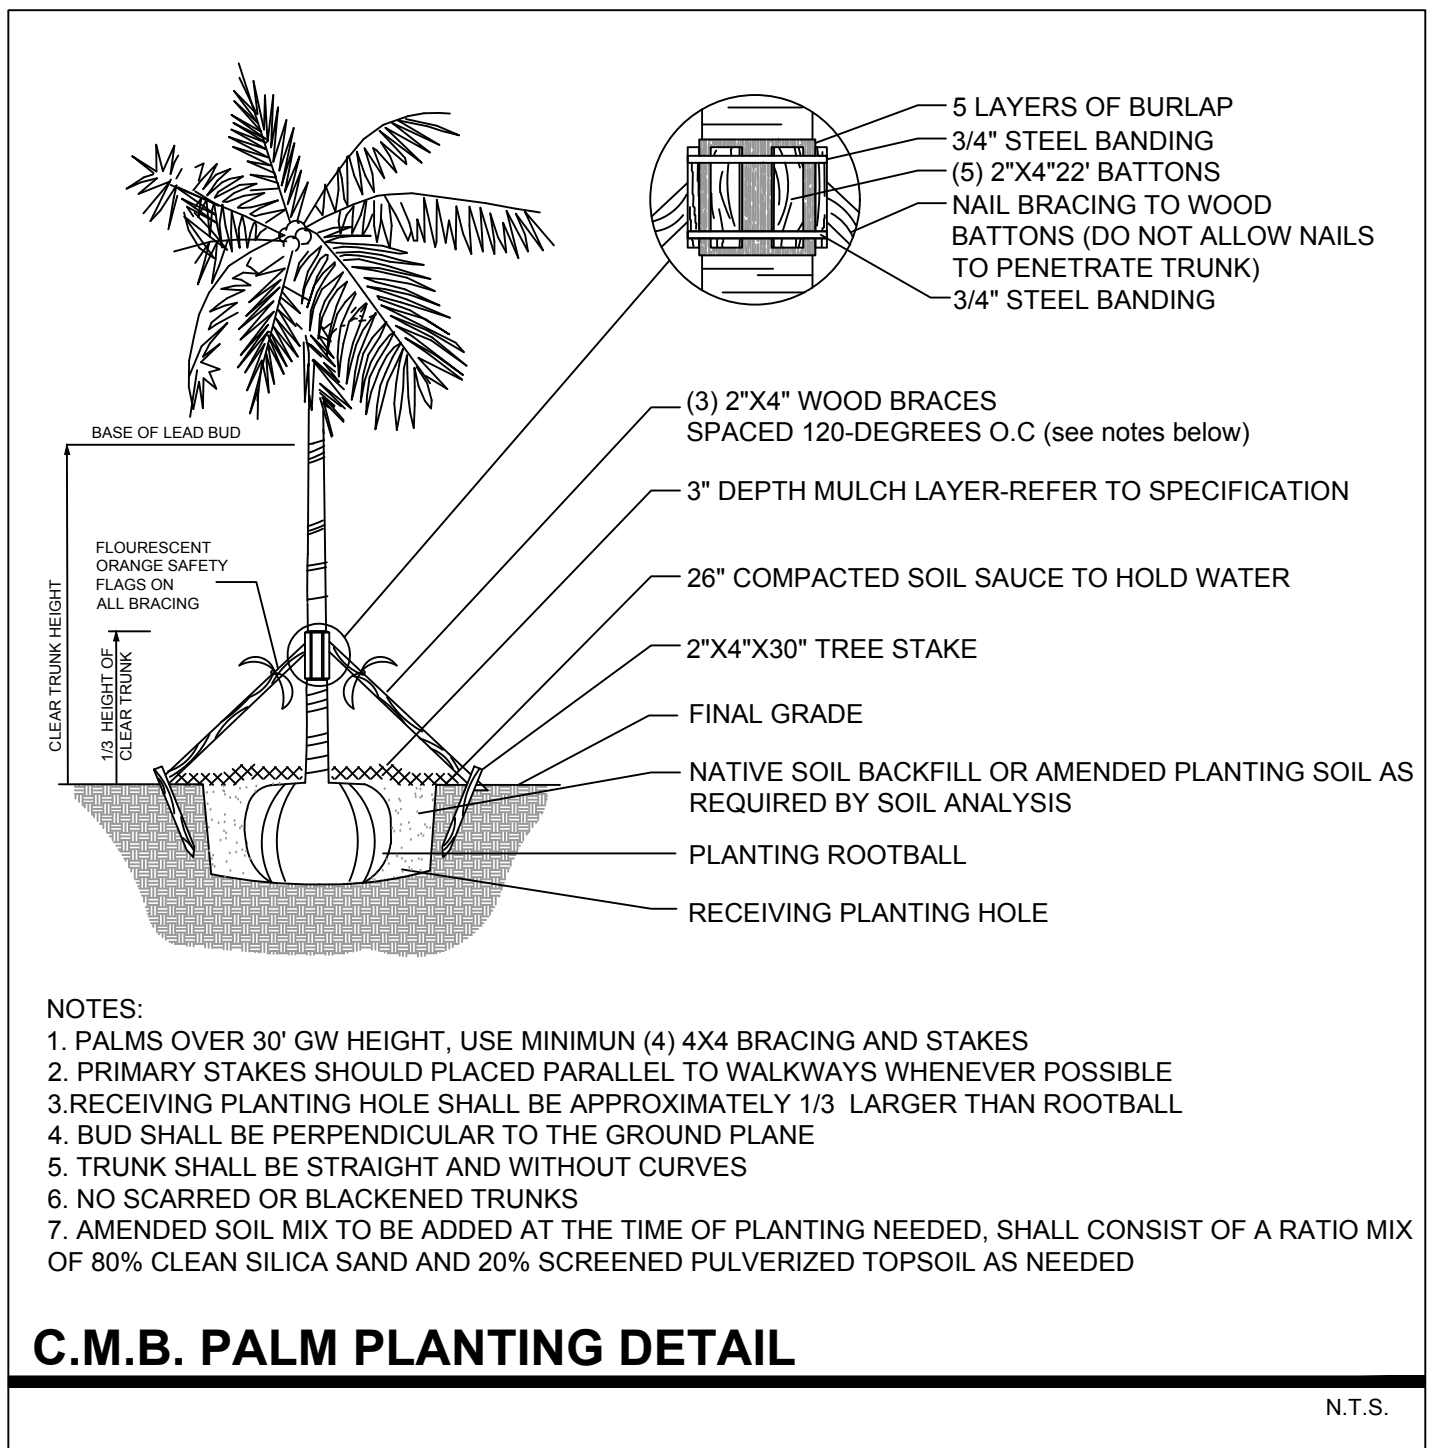 5 LAYERS OF BURLAP
3/4" STEEL BANDING
(5) 2"X4"22' BATTONS
NAIL BRACING TO WOOD
BATTONS (DO NOT ALLOW NAILS
TO PENETRATE TRUNK)
3/4" STEEL BANDING
(3) 2"X4" WOOD BRACES
SPACED 120-DEGREES O.C (see notes below)
BASE OF LEAD BUD
3" DEPTH MULCH LAYER-REFER TO SPECIFICATION
FLOURESCENT
ORANGE SAFETY
FLAGS ON
ALL BRACING
26" COMPACTED SOIL SAUCE TO HOLD WATER
2"X4"X30" TREE STAKE
CLEAR TRUNK HEIGHT
1/3 HEIGHT OF
CLEAR TRUNK
FINAL GRADE
NATIVE SOIL BACKFILL OR AMENDED PLANTING SOIL AS
REQUIRED BY SOIL ANALYSIS
PLANTING ROOTBALL
RECEIVING PLANTING HOLE
NOTES:
1. PALMS OVER 30' GW HEIGHT, USE MINIMUN (4) 4X4 BRACING AND STAKES
2. PRIMARY STAKES SHOULD PLACED PARALLEL TO WALKWAYS WHENEVER POSSIBLE
3.RECEIVING PLANTING HOLE SHALL BE APPROXIMATELY 1/3 LARGER THAN ROOTBALL
4. BUD SHALL BE PERPENDICULAR TO THE GROUND PLANE
5. TRUNK SHALL BE STRAIGHT AND WITHOUT CURVES
6. NO SCARRED OR BLACKENED TRUNKS
7. AMENDED SOIL MIX TO BE ADDED AT THE TIME OF PLANTING NEEDED, SHALL CONSIST OF A RATIO MIX
OF 80% CLEAN SILICA SAND AND 20% SCREENED PULVERIZED TOPSOIL AS NEEDED
C.M.B. PALM PLANTING DETAIL
N.T.S.